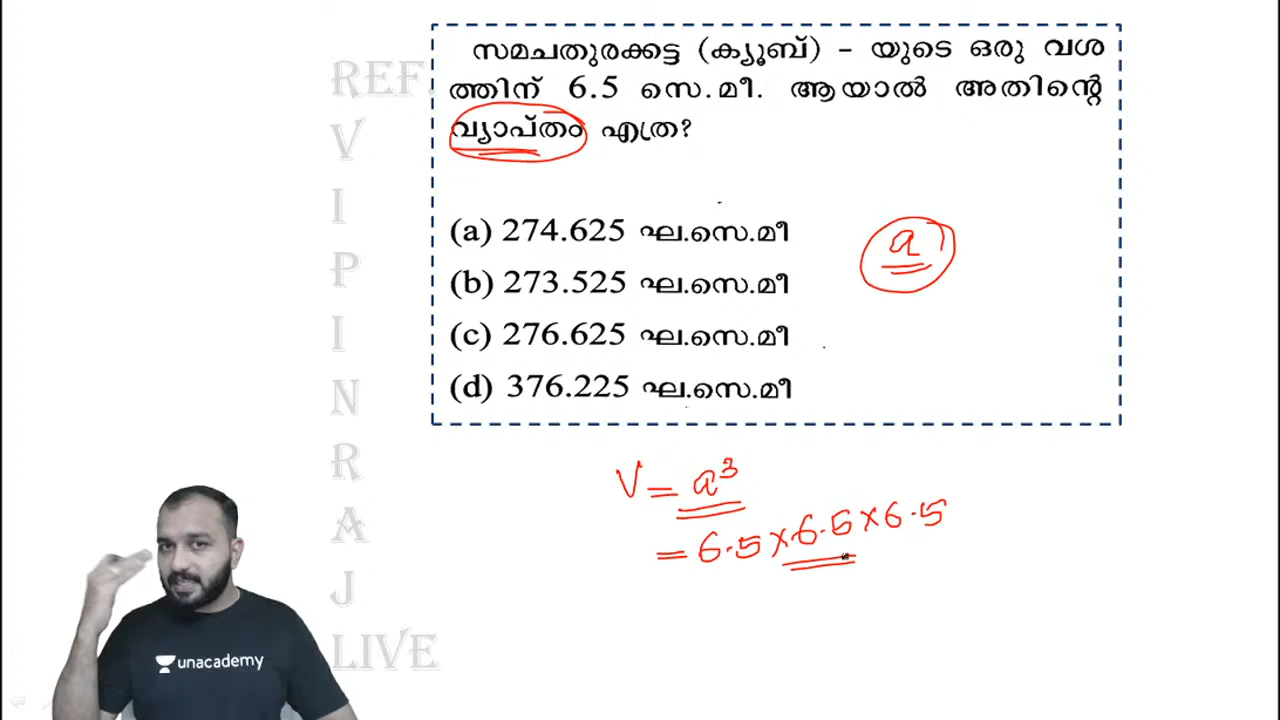 സമചതുരക്കട്ട (ക്യൂബ്) - യുടെ ഒരു വശ
ത്തിന് 6.5 സെ.മീ. ആയാൽ അതിന്റെ
വ്യാപ്തം എത്ര?
(a) 274.625 ഘ.സെ.മീ
(b) 273.525 ഘ.സെ.മീ
(c) 276.625 ഘ.സെ.മീ
(d) 376.225 ഘ.സെ.മീ
a
V = a³
= 6.5 × 6.5 × 6.5
REF.
V
I
P
I
N
R
A
J
LIVE
unacademy